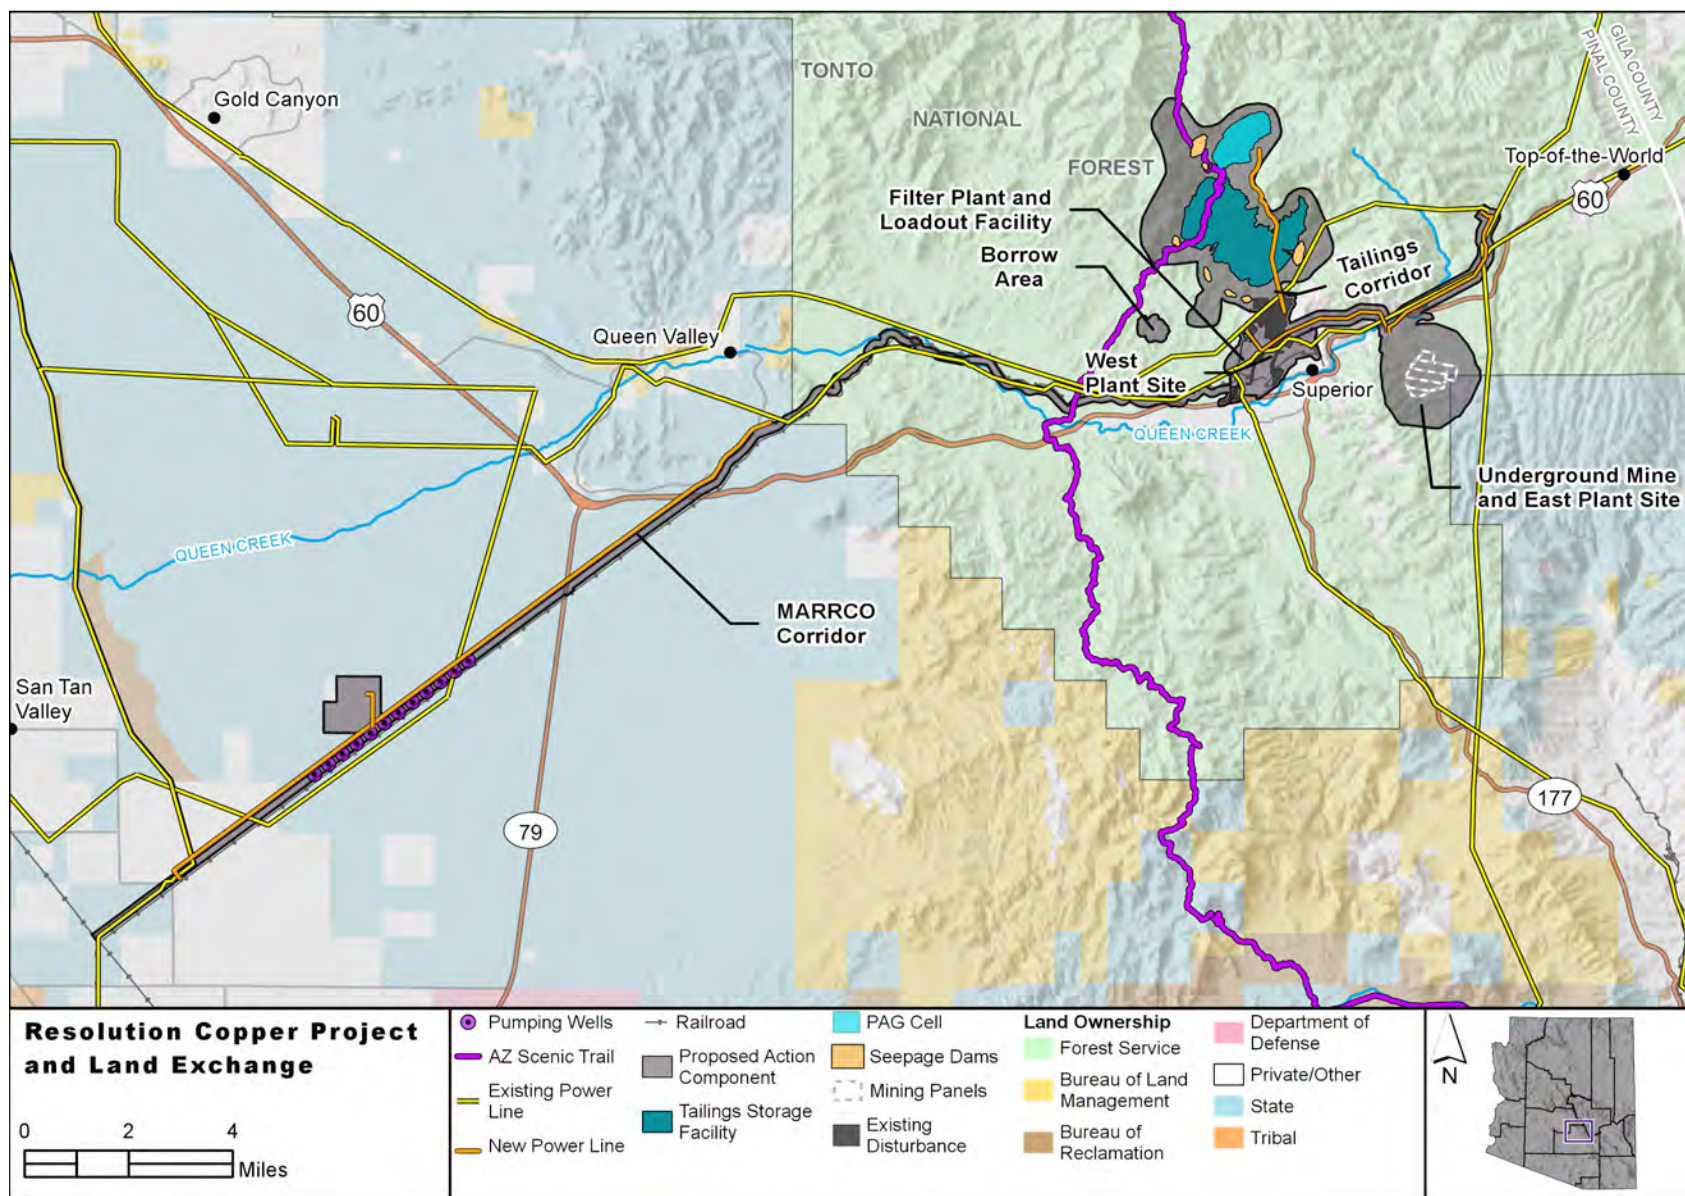 TONTO
NATIONAL
FOREST
GILA COUNTY
PINAL COUNTY
Gold Canyon
Top-of-the-World
60
Filter Plant and
Loadout Facility
Borrow
Area
Tailings
Corridor
60
Queen Valley
West
Plant Site
Superior
QUEEN CREEK
Underground Mine
and East Plant Site
QUEEN CREEK
MARRCO
Corridor
San Tan
Valley
79
177
Resolution Copper Project
and Land Exchange
0 2 4
Miles
Pumping Wells
AZ Scenic Trail
Existing Power
Line
New Power Line
Railroad
Proposed Action
Component
Tailings Storage
Facility
PAG Cell
Seepage Dams
Mining Panels
Existing
Disturbance
Land Ownership
Forest Service
Bureau of Land
Management
Bureau of
Reclamation
Department of
Defense
Private/Other
State
Tribal
N